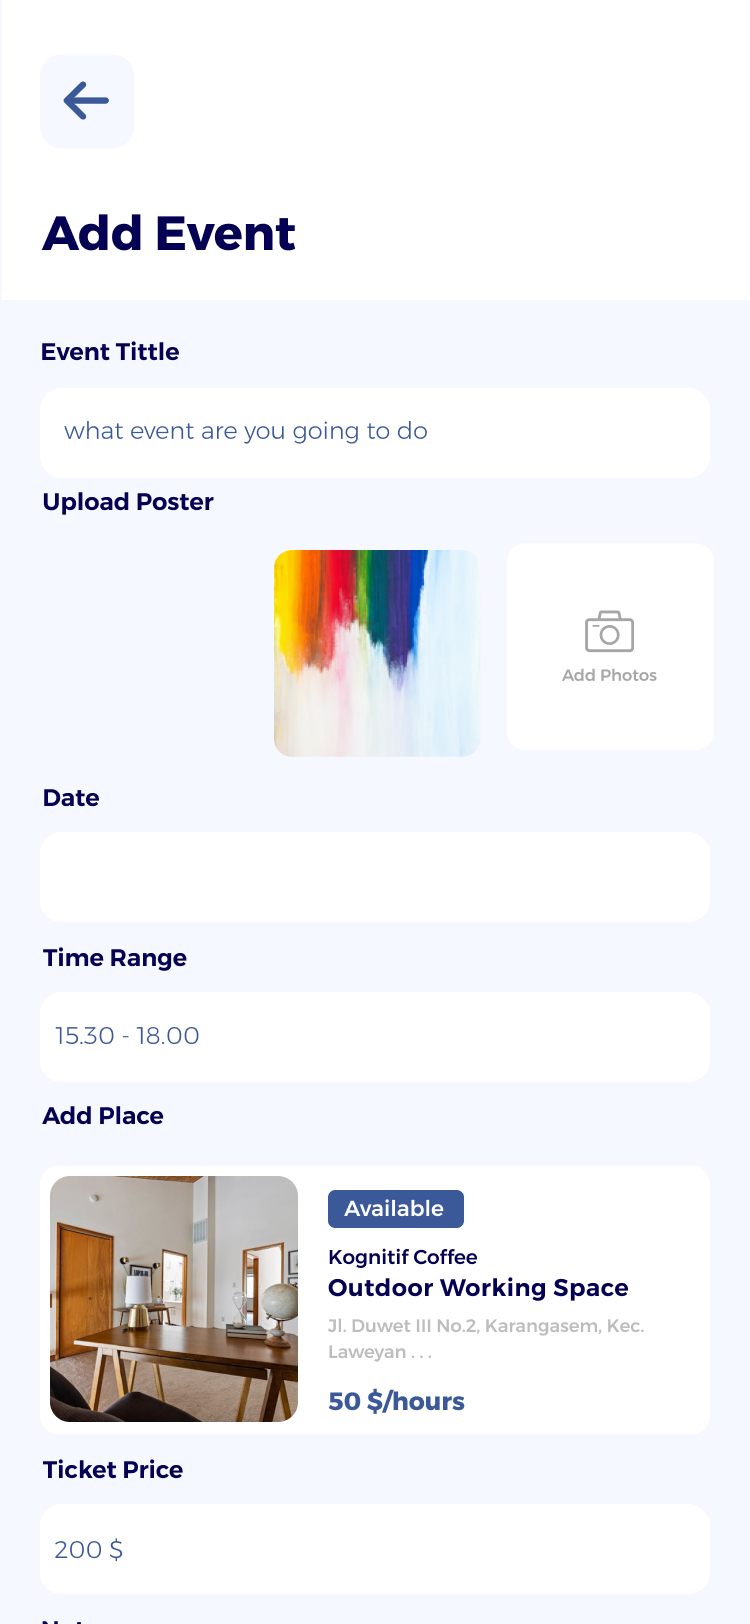 Add Event
Event Tittle
what event are you going to do
Upload Poster
Add Photos
Date
Time Range
15.30 - 18.00
Add Place
Available
Kognitif Coffee
Outdoor Working Space
Jl. Duwet III No.2, Karangasem, Kec.
Laweyan . . .
50 $/hours
Ticket Price
200 $